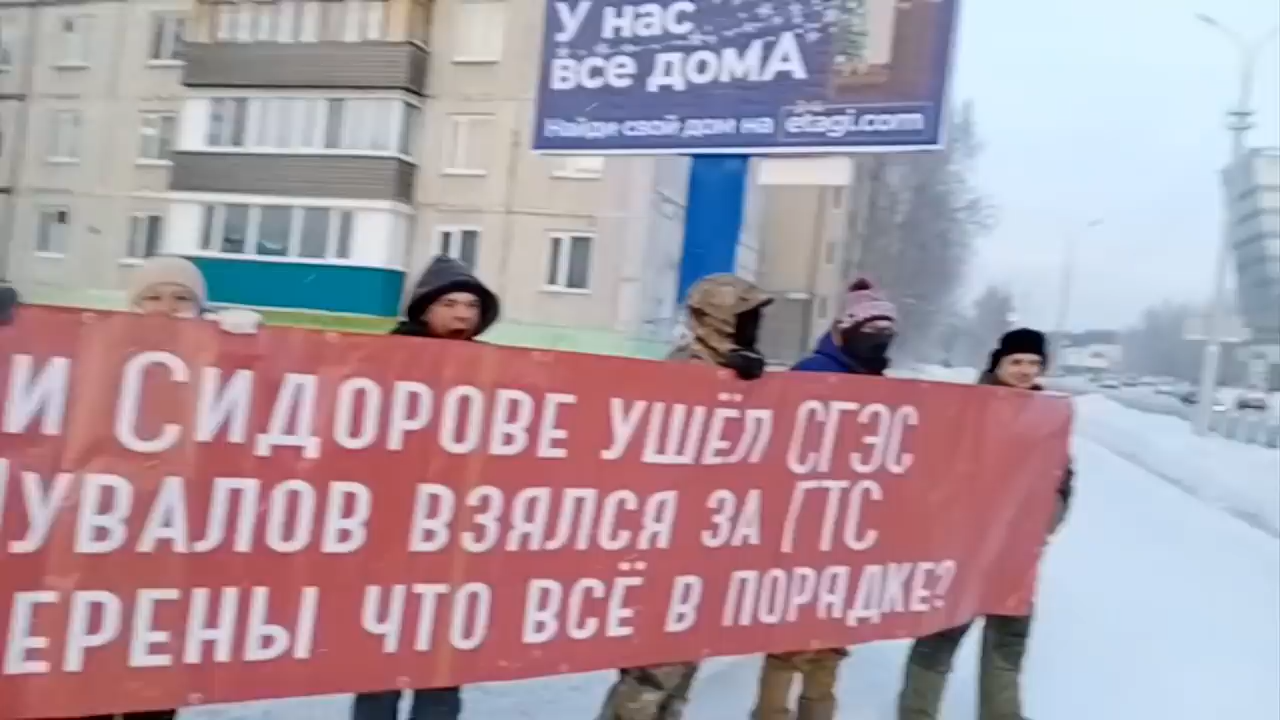 У нас
все домА
Найди свой дом на etagi.com
и Сидорове ушёл СГЭС
увалов взялся за ГТС
ерены что всё в порядке?